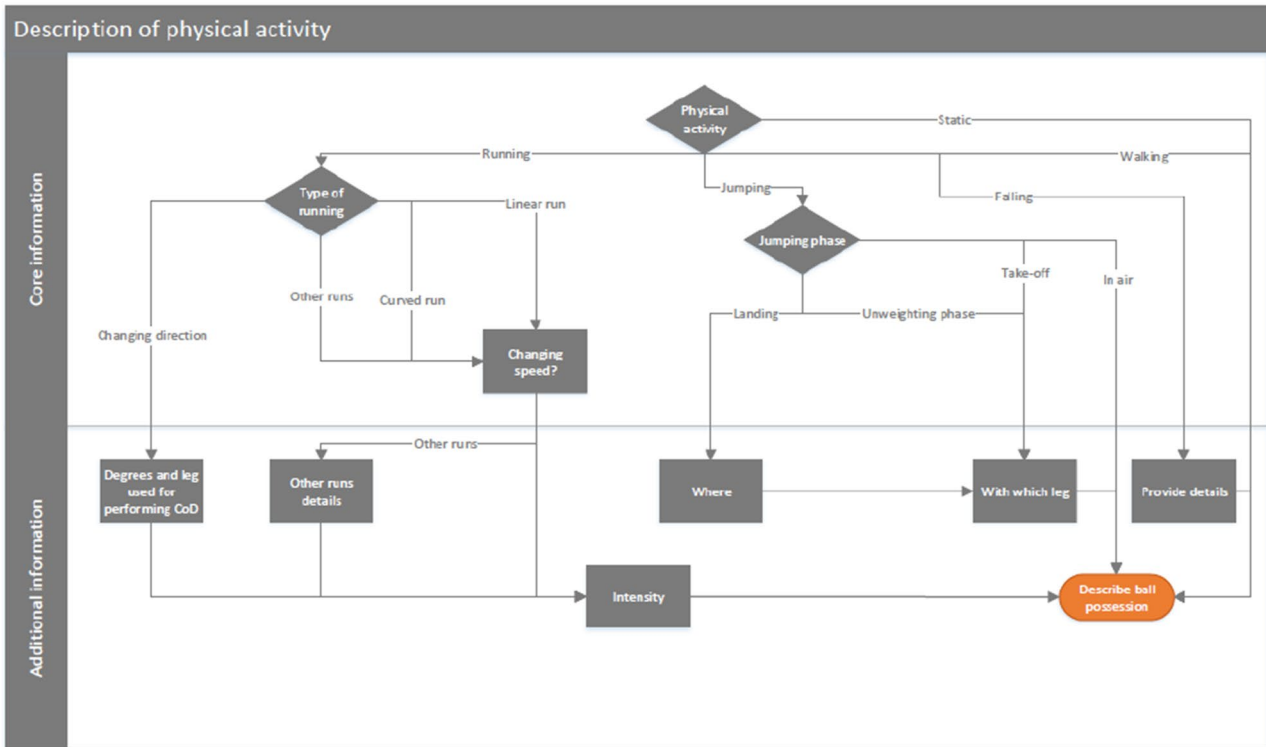 Description of physical activity
Core information
Physical
activity
Static
Running
Walking
Jumping
Falling
Type of
running
Linear run
Jumping phase
Other runs
Curved run
Take-off
In air
Changing direction
Landing
Unweighting phase
Changing
speed?
Additional information
Other runs
Degrees and leg
used for
performing CoD
Other runs
details
Where
With which leg
Provide details
Intensity
Describe ball
possession